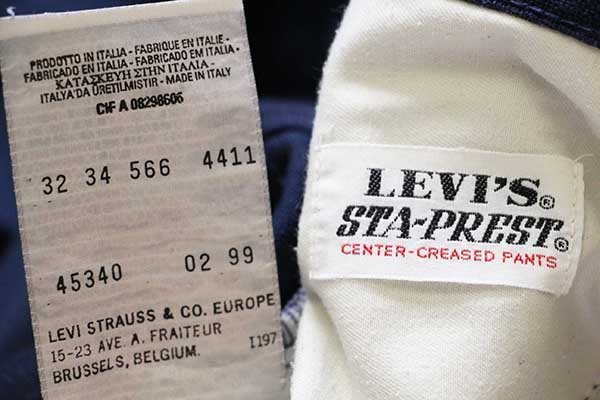 PRODOTTO IN ITALIA - FABRIQUE EN ITALIE -
FABRICADO EN ITALIA - FABRICADO EM ITALIA -
ΚΑΤΑΣΚΕΥΗ ΣΤΗΝ ΙΤΑΛΙΑ -
ITALYA'DA ÜRETILMISTIR - MADE IN ITALY
CIF A 08298606
32 34 566 4411
45340 02 99
LEVI STRAUSS & CO. EUROPE
15-23 AVE. A. FRAITEUR
BRUSSELS, BELGIUM. I197
LEVI'S®
STA-PREST®
CENTER-CREASED PANTS